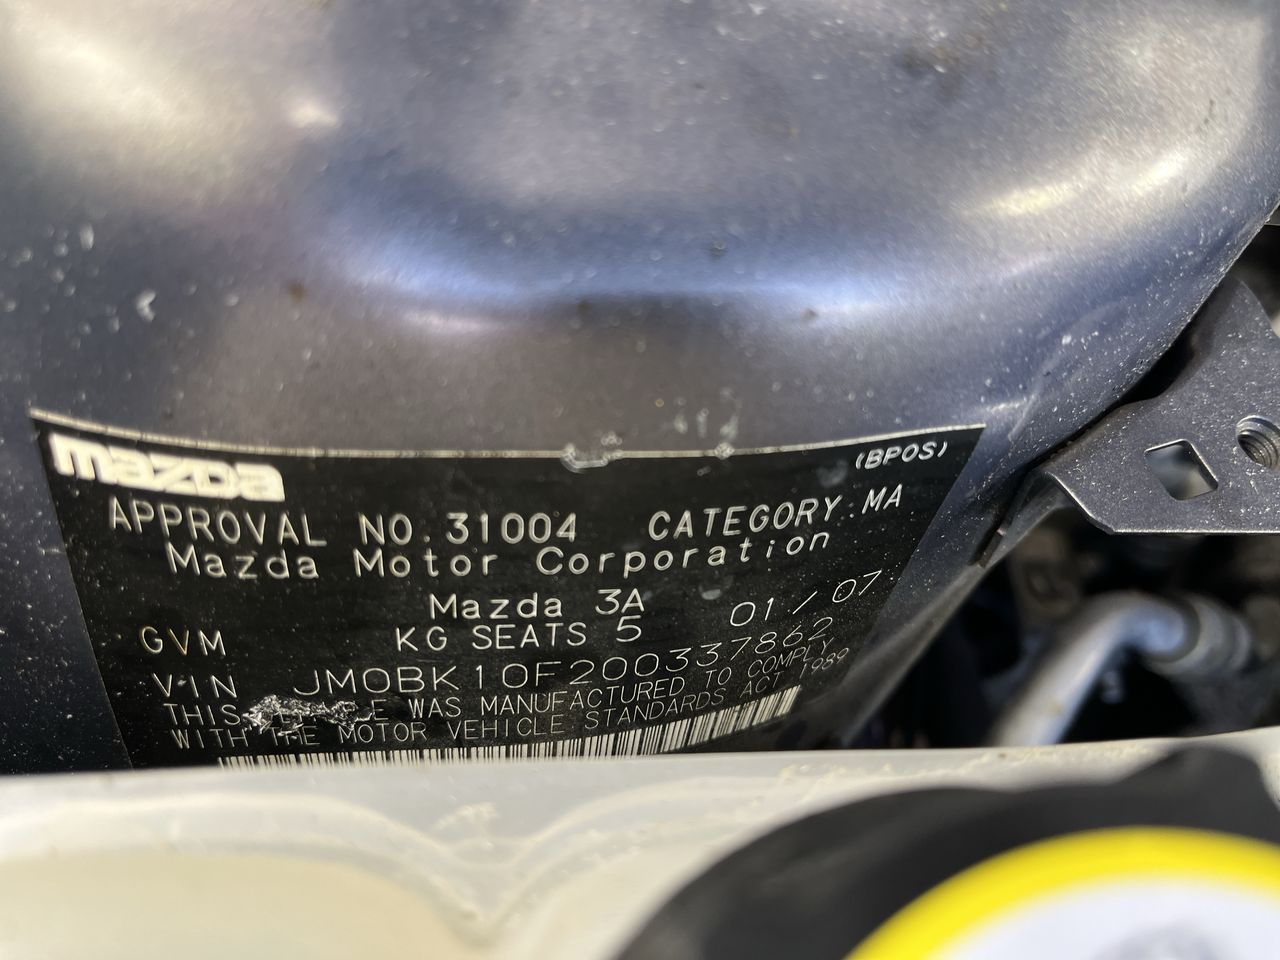 mazda
(BPOS)
APPROVAL NO. 31004 CATEGORY: MA
Mazda Motor Corporation
Mazda 3A 01/07
GVM KG SEATS 5
VIN JM0BK10F200337862
THIS WAS MANUFACTURED TO COMPLY
WITH THE MOTOR VEHICLE STANDARDS ACT 1989